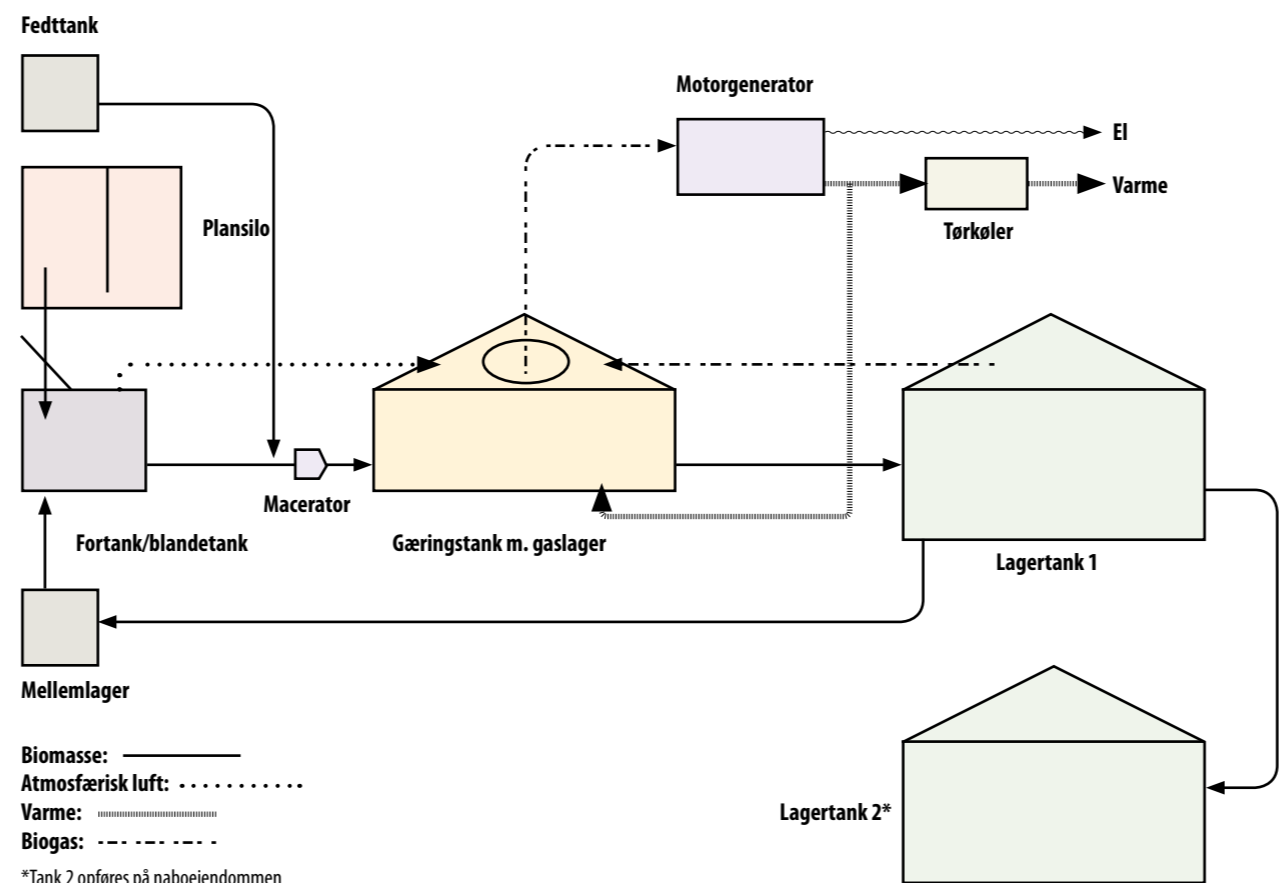 Fedttank
Motorgenerator
El
Varme
Plansilo
Tørkøler
Macerator
Fortank/blandetank
Gæringstank m. gaslager
Lagertank 1
Mellemlager
Biomasse:
Atmosfærisk luft:
Varme:
Biogas:
Lagertank 2*
*Tank 2 opføres på naboejendommen